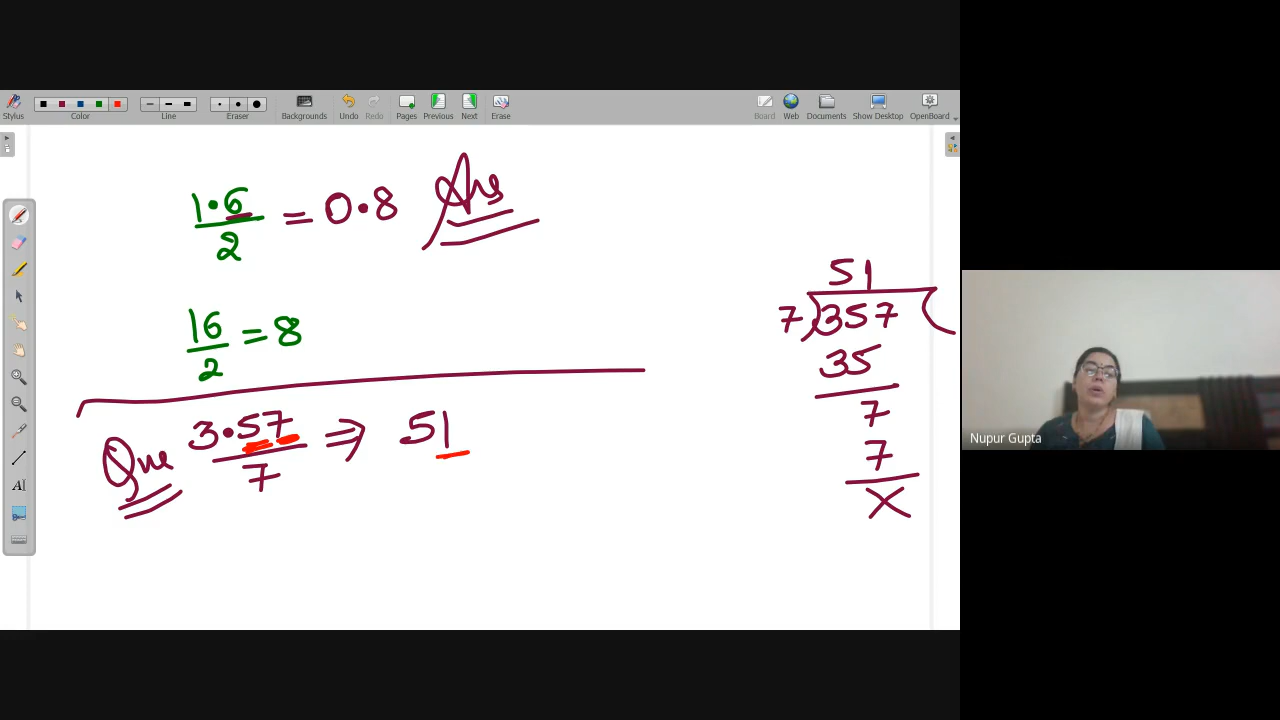 Stylus Color Line Eraser Backgrounds Undo Redo Pages Previous Next Erase Board Web Documents Show Desktop OpenBoard
1.6/2 = 0.8 Ans
16/2 = 8
Que 3.57/7 ⇒ 51
51
7)357(
35
7
7
X
Nupur Gupta